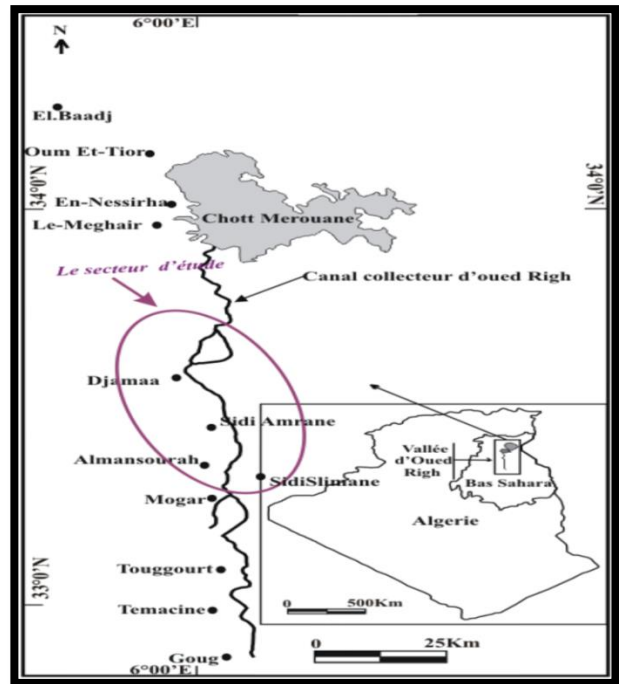 6°00'E
N
El.Baadj
Oum Et-Tior
34°0'N
34°0'N
En-Nessirha
Chott Merouane
Le-Meghair
Le secteur d'étude
Canal collecteur d'oued Righ
Djamaa
Sidi Amrane
Almansourah
SidiSlimane
Mogar
Vallée
d'Oued
Righ
Bas Sahara
Algerie
Touggourt
33°0'N
0 500Km
Temacine
0 25Km
Goug
6°00'E